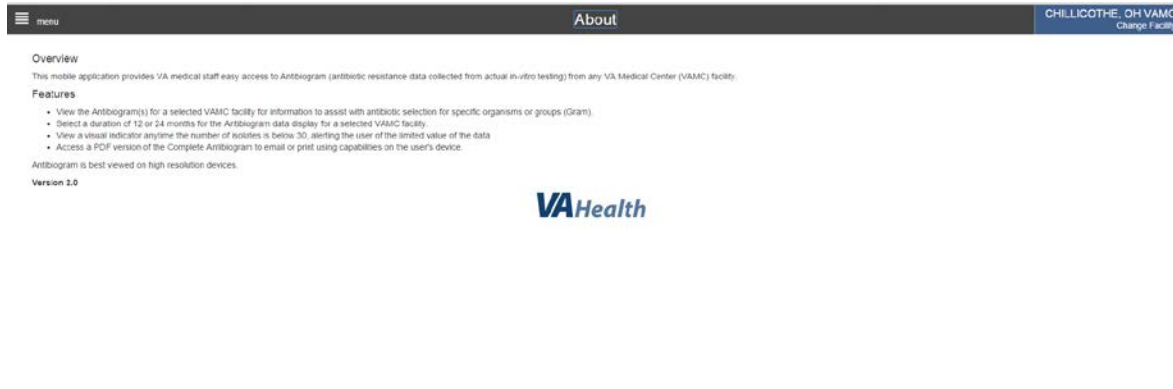 menu
About
CHILLICOTHE, OH VAMC
Change Facility
Overview
This mobile application provides VA medical staff easy access to Antibiogram (antibiotic resistance data collected from actual in-vitro testing) from any VA Medical Center (VAMC) facility.
Features
• View the Antibiogram(s) for a selected VAMC facility for information to assist with antibiotic selection for specific organisms or groups (Gram).
• Select a duration of 12 or 24 months for the Antibiogram data display for a selected VAMC facility.
• View a visual indicator anytime the number of isolates is below 30, alerting the user of the limited value of the data
• Access a PDF version of the Complete Antibiogram to email or print using capabilities on the user's device.
Antibiogram is best viewed on high resolution devices.
Version 2.0
VA Health